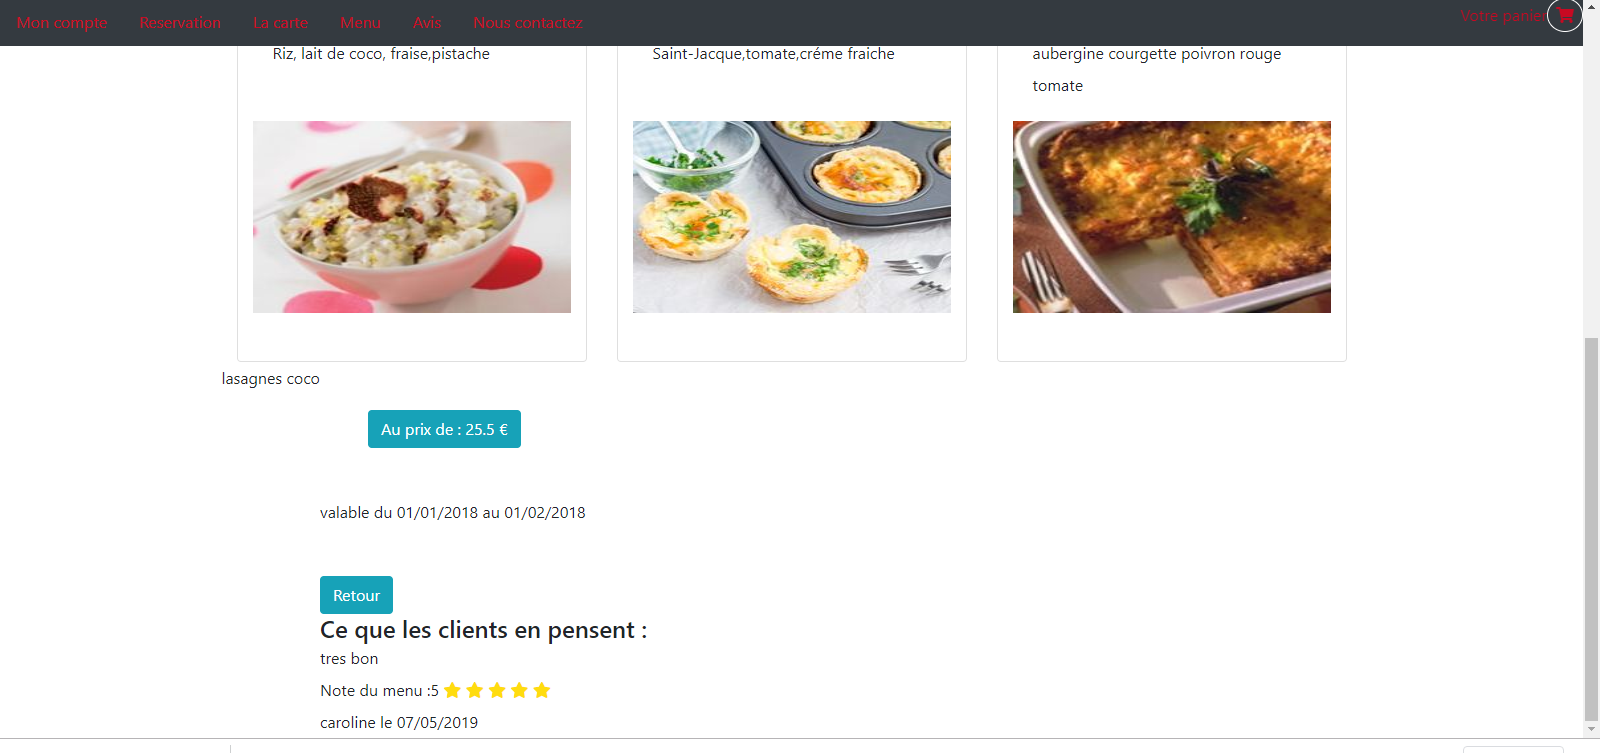 Mon compte Reservation La carte Menu Avis Nous contactez Votre panier
Riz, lait de coco, fraise,pistache
Saint-Jacque,tomate,créme fraiche
aubergine courgette poivron rouge
tomate
lasagnes coco
Au prix de : 25.5 €
valable du 01/01/2018 au 01/02/2018
Retour
Ce que les clients en pensent :
tres bon
Note du menu :5
caroline le 07/05/2019